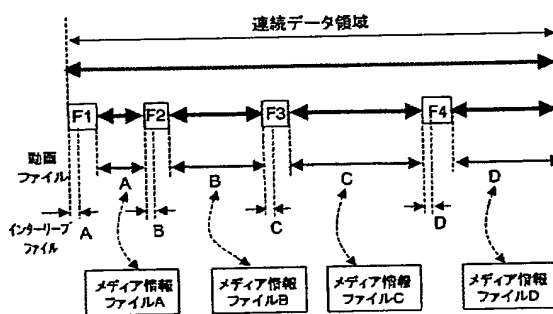 連続データ領域
F1 F2 F3 F4
動画
ファイル
A B C D
インターリーブ
ファイル
A B C D
メディア情報
ファイルA
メディア情報
ファイルB
メディア情報
ファイルC
メディア情報
ファイルD